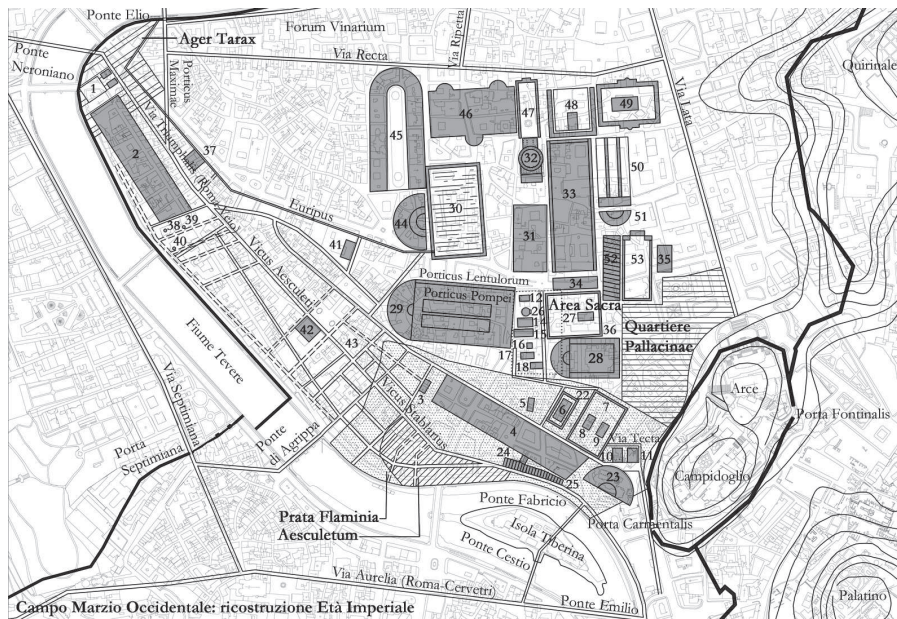 Ponte Elio
Ager Tarax
Forum Vinarium
Via Recta
Via Ripetta
Via Lata
Quirinale
Ponte
Neroniano
Porticus
Maximae
1
2
37
Via Triumphalis (Roma-Veio)
45
46
47
48
49
32
33
50
51
44
30
31
Euripus
38
39
40
41
Vicus Aesculeti
52
53
35
34
Porticus Lentulorum
29
Porticus Pompei
12
26
14
15
16
17
18
Area Sacra
27
36
28
Quartiere
Pallacinae
42
43
Fiume Tevere
Via Septimiana
Vicus Stablarius
3
4
5
6
22
7
8
9
Via Tecta
10
11
24
25
23
Arce
Porta Fontinalis
Campidoglio
Porta
Septimiana
Ponte
di Agrippa
Prata Flaminia
Aesculetum
Ponte Fabricio
Isola Tiberina
Ponte Cestio
Porta Carmentalis
Via Aurelia (Roma-Cervetri)
Ponte Emilio
Palatino
Campo Marzio Occidentale: ricostruzione Età Imperiale